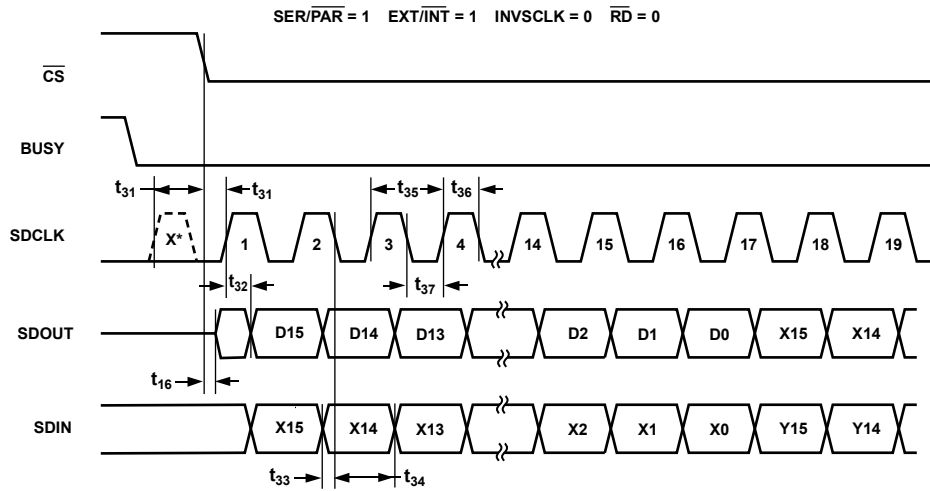 SER/PAR = 1 EXT/INT = 1 INVSCLK = 0 RD = 0
CS
BUSY
t31 t31 t35 t36
SDCLK X* 1 2 3 4 14 15 16 17 18 19
t32 t37
SDOUT D15 D14 D13 D2 D1 D0 X15 X14
t16
SDIN X15 X14 X13 X2 X1 X0 Y15 Y14
t33 t34